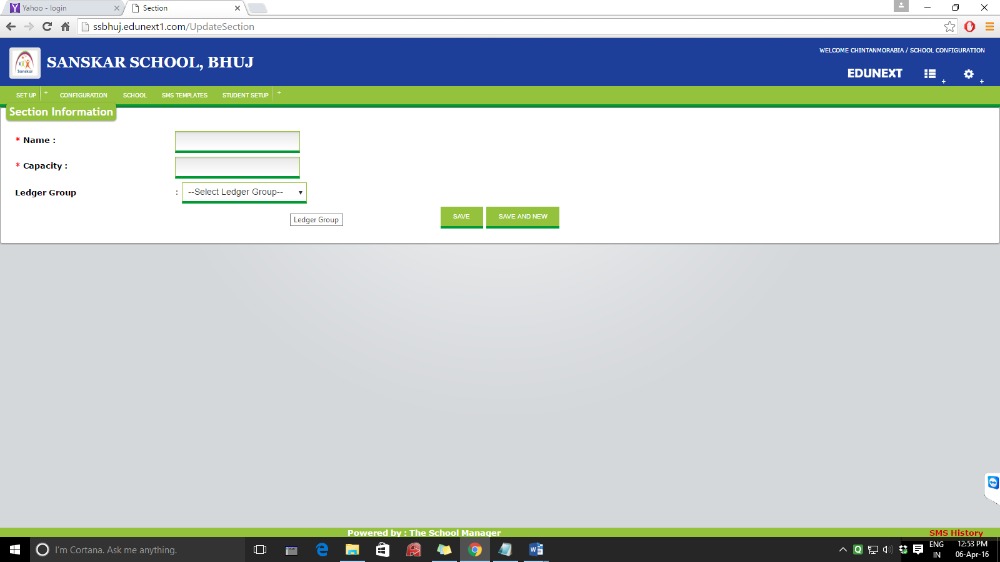 Yahoo - login
Section
ssbhuj.edunext1.com/UpdateSection
WELCOME CHINTANMORABIA / SCHOOL CONFIGURATION
Sanskar
SANSKAR SCHOOL, BHUJ
EDUNEXT
+ +
SET UP + CONFIGURATION SCHOOL SMS TEMPLATES STUDENT SETUP +
Section Information
* Name :
* Capacity :
Ledger Group : --Select Ledger Group--
SAVE SAVE AND NEW
Ledger Group
Powered by : The School Manager
SMS History
I'm Cortana. Ask me anything.
ENG
IN
12:53 PM
06-Apr-16